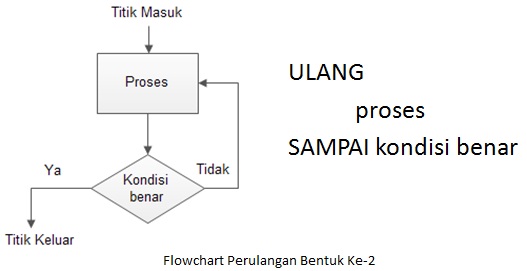 Titik Masuk
Proses
Kondisi
benar
Ya
Tidak
Titik Keluar
ULANG
proses
SAMPAI kondisi benar
Flowchart Perulangan Bentuk Ke-2